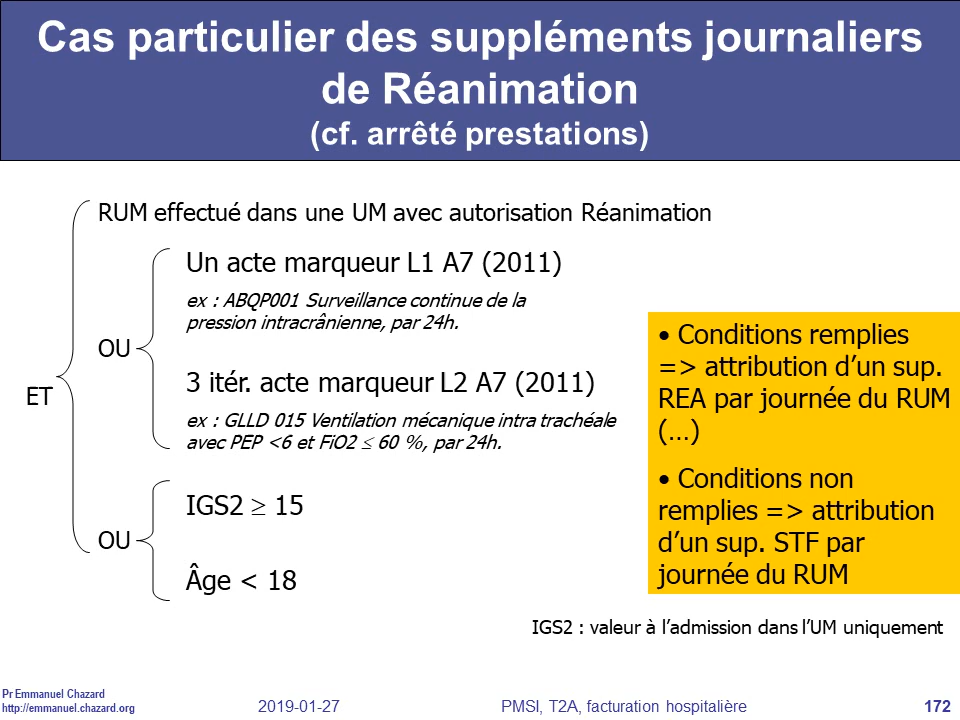 Cas particulier des suppléments journaliers
de Réanimation
(cf. arrêté prestations)
RUM effectué dans une UM avec autorisation Réanimation
Un acte marqueur L1 A7 (2011)
ex : ABQP001 Surveillance continue de la
pression intracrânienne, par 24h.
OU
3 itér. acte marqueur L2 A7 (2011)
ex : GLLD 015 Ventilation mécanique intra trachéale
avec PEP <6 et FiO2 ≤ 60 %, par 24h.
ET
IGS2 ≥ 15
OU
Âge < 18
• Conditions remplies
=> attribution d’un sup.
REA par journée du RUM
(…)
• Conditions non
remplies => attribution
d’un sup. STF par
journée du RUM
IGS2 : valeur à l’admission dans l’UM uniquement
Pr Emmanuel Chazard
http://emmanuel.chazard.org
2019-01-27
PMSI, T2A, facturation hospitalière
172